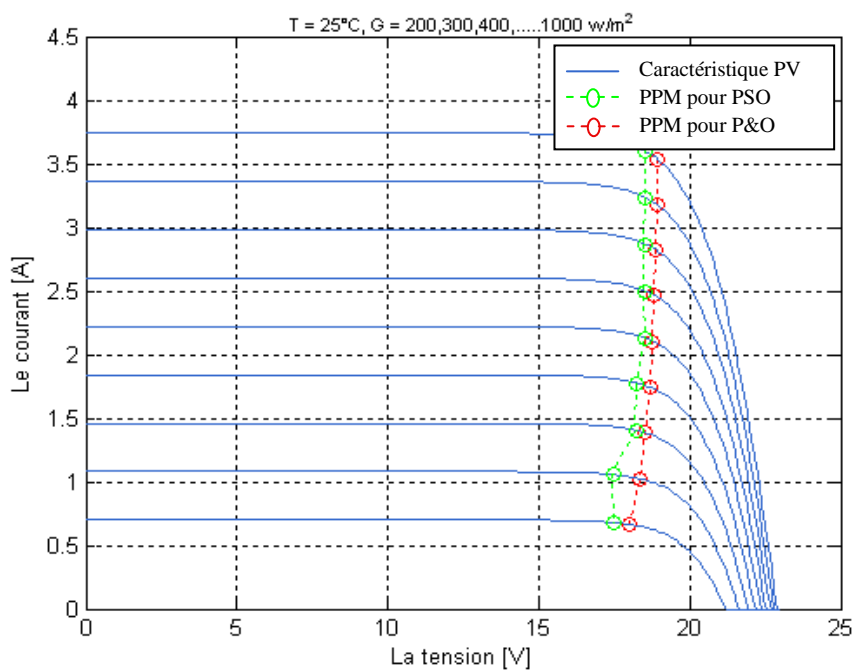 T = 25°C, G = 200,300,400,.....1000 w/m²
Caractéristique PV
PPM pour PSO
PPM pour P&O
Le courant [A]
4.5
4
3.5
3
2.5
2
1.5
1
0.5
0
0 5 10 15 20 25
La tension [V]